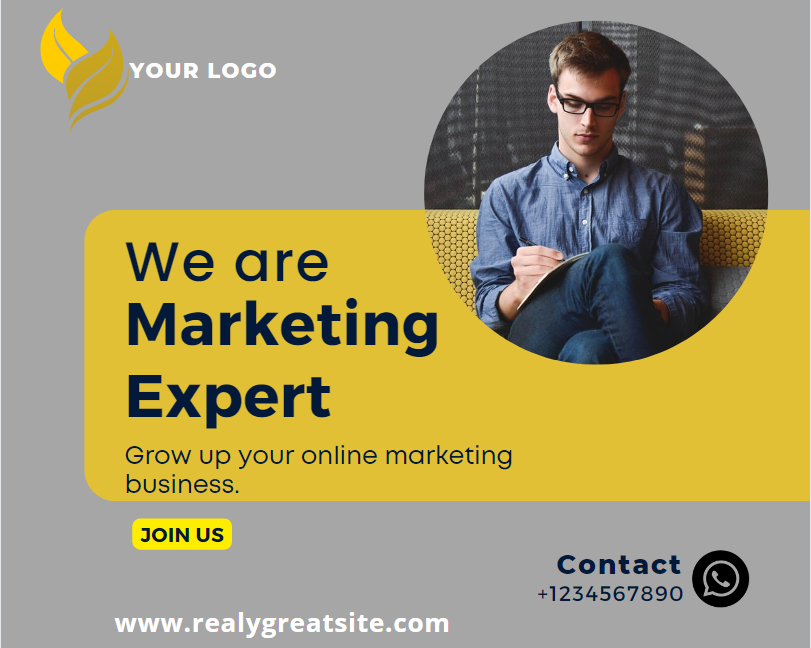 YOUR LOGO
We are
Marketing
Expert
Grow up your online marketing
business.
JOIN US
Contact
+1234567890
www.realygreatsite.com